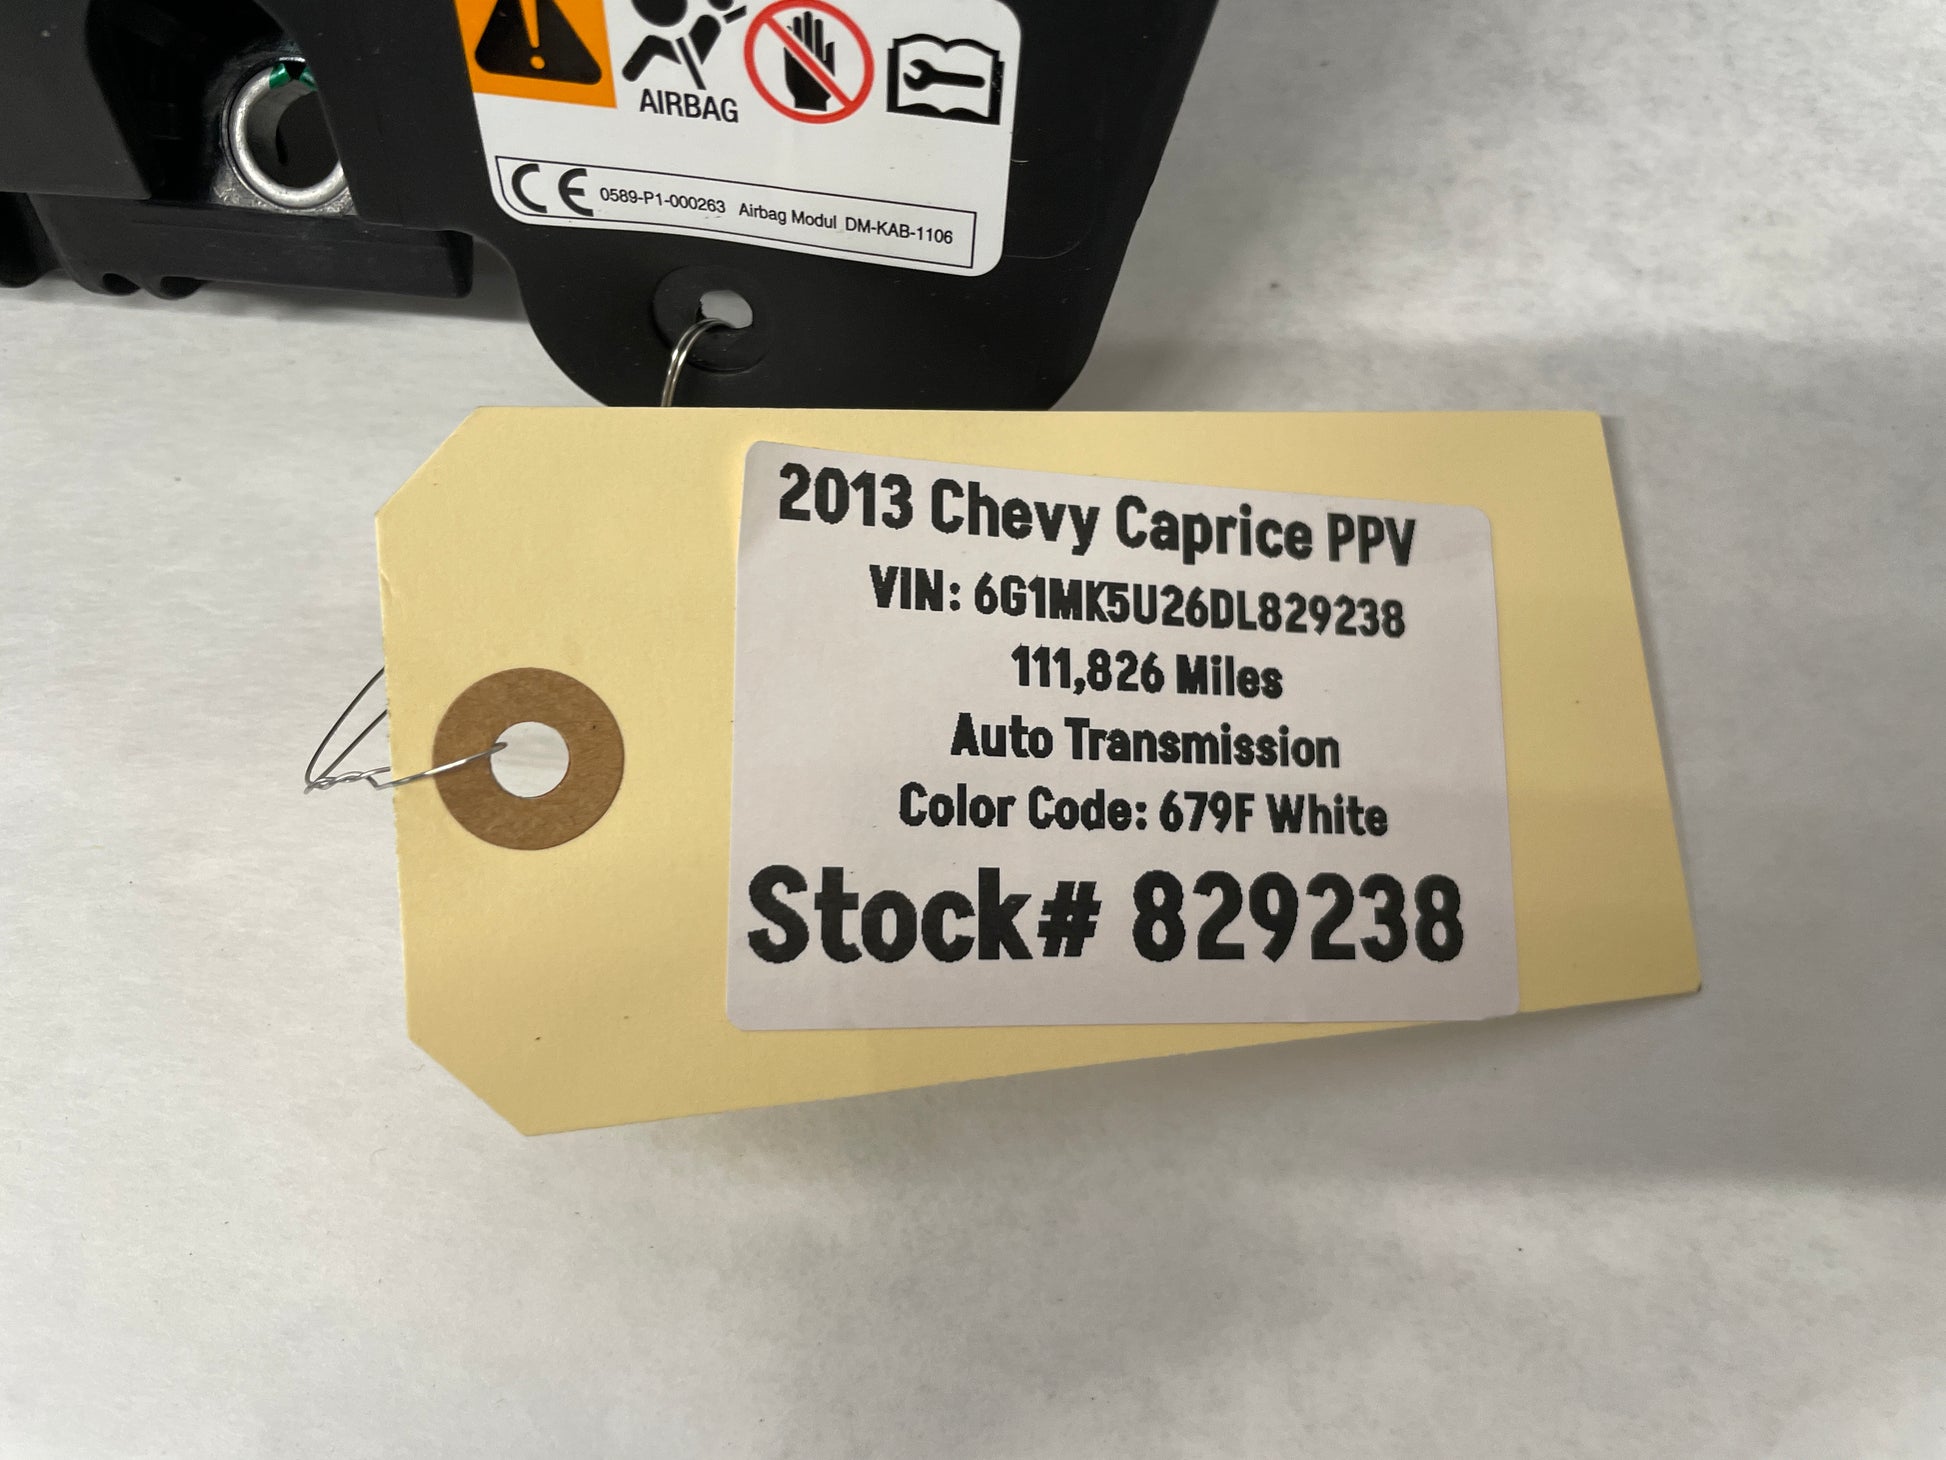 AIRBAG
CE 0589-P1-000263 Airbag Modul DM-KAB-1106
2013 Chevy Caprice PPV
VIN: 6G1MK5U26DL829238
111,826 Miles
Auto Transmission
Color Code: 679F White
Stock# 829238